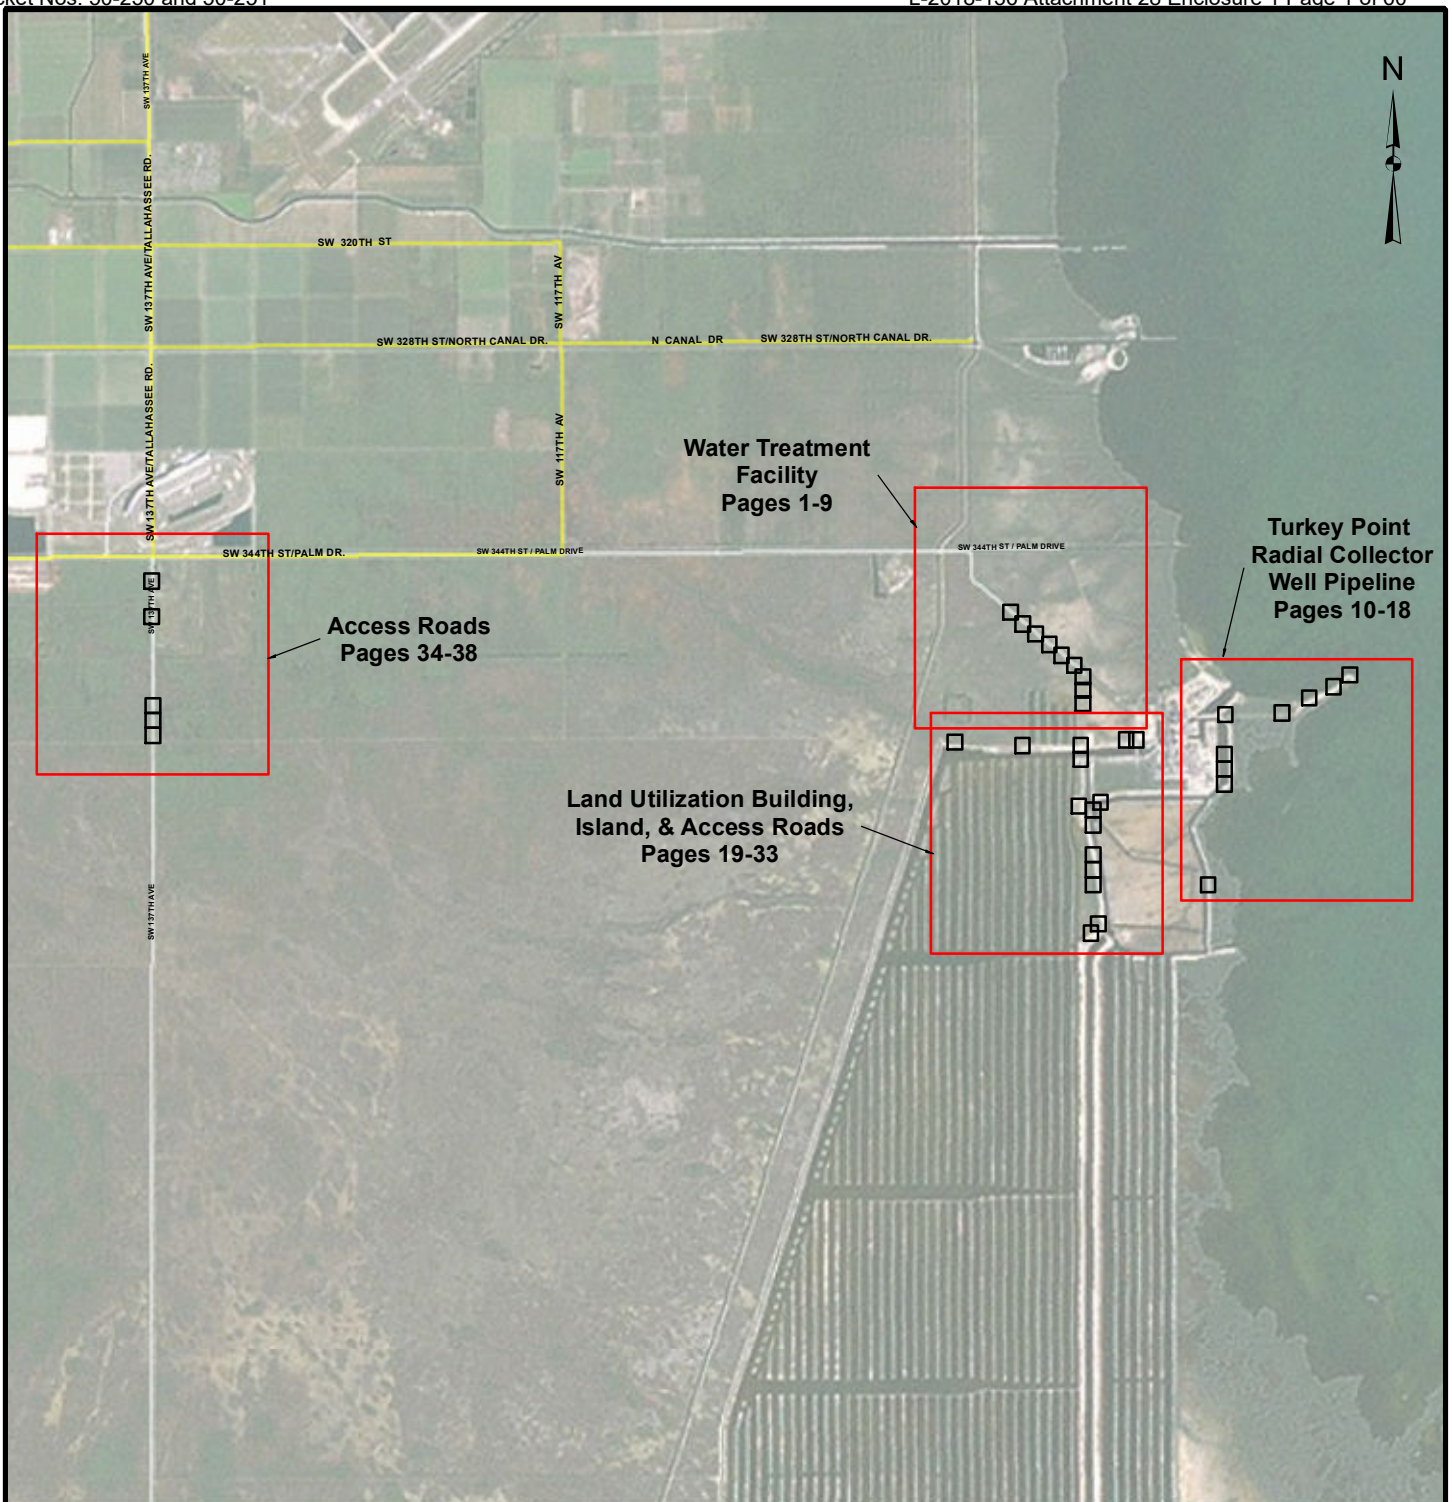 N
SW 137TH AVE
SW 137TH AVE/TALLAHASSEE RD.
SW 320TH ST
SW 117TH AV
SW 328TH ST/NORTH CANAL DR.
N CANAL DR
SW 328TH ST/NORTH CANAL DR.
SW 137TH AVE/TALLAHASSEE RD.
SW 117TH AV
Water Treatment
Facility
Pages 1-9
SW 344TH ST/PALM DR.
SW 344TH ST / PALM DRIVE
SW 344TH ST / PALM DRIVE
Turkey Point
Radial Collector
Well Pipeline
Pages 10-18
SW 137TH AVE
Access Roads
Pages 34-38
Land Utilization Building,
Island, & Access Roads
Pages 19-33
SW 137TH AVE